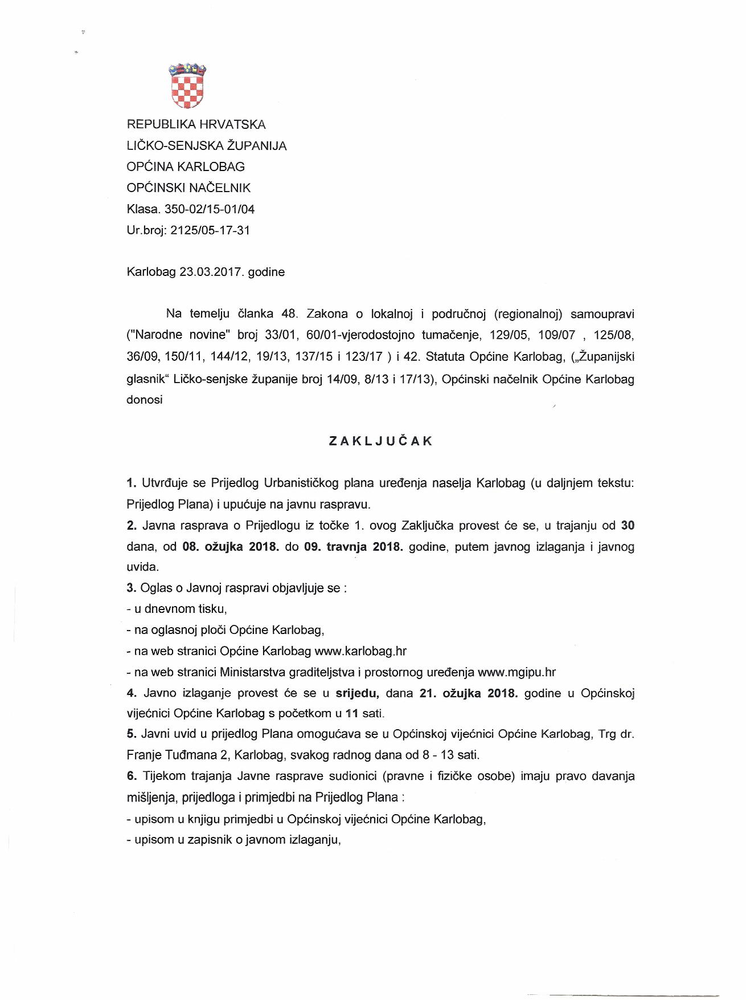 REPUBLIKA HRVATSKA
LIČKO-SENJSKA ŽUPANIJA
OPĆINA KARLOBAG
OPĆINSKI NAČELNIK
Klasa. 350-02/15-01/04
Ur.broj: 2125/05-17-31
Karlobag 23.03.2017. godine
Na temelju članka 48. Zakona o lokalnoj i područnoj (regionalnoj) samoupravi
("Narodne novine" broj 33/01, 60/01-vjerodostojno tumačenje, 129/05, 109/07 , 125/08,
36/09, 150/11, 144/12, 19/13, 137/15 i 123/17 ) i 42. Statuta Općine Karlobag, („Županijski
glasnik“ Ličko-senjske županije broj 14/09, 8/13 i 17/13), Općinski načelnik Općine Karlobag
donosi
Z A K L J U Č A K
1. Utvrđuje se Prijedlog Urbanističkog plana uređenja naselja Karlobag (u daljnjem tekstu:
Prijedlog Plana) i upućuje na javnu raspravu.
2. Javna rasprava o Prijedlogu iz točke 1. ovog Zaključka provest će se, u trajanju od 30
dana, od 08. ožujka 2018. do 09. travnja 2018. godine, putem javnog izlaganja i javnog
uvida.
3. Oglas o Javnoj raspravi objavljuje se :
- u dnevnom tisku,
- na oglasnoj ploči Općine Karlobag,
- na web stranici Općine Karlobag www.karlobag.hr
- na web stranici Ministarstva graditeljstva i prostornog uređenja www.mgipu.hr
4. Javno izlaganje provest će se u srijedu, dana 21. ožujka 2018. godine u Općinskoj
vijećnici Općine Karlobag s početkom u 11 sati.
5. Javni uvid u prijedlog Plana omogućava se u Općinskoj vijećnici Općine Karlobag, Trg dr.
Franje Tuđmana 2, Karlobag, svakog radnog dana od 8 - 13 sati.
6. Tijekom trajanja Javne rasprave sudionici (pravne i fizičke osobe) imaju pravo davanja
mišljenja, prijedloga i primjedbi na Prijedlog Plana :
- upisom u knjigu primjedbi u Općinskoj vijećnici Općine Karlobag,
- upisom u zapisnik o javnom izlaganju,